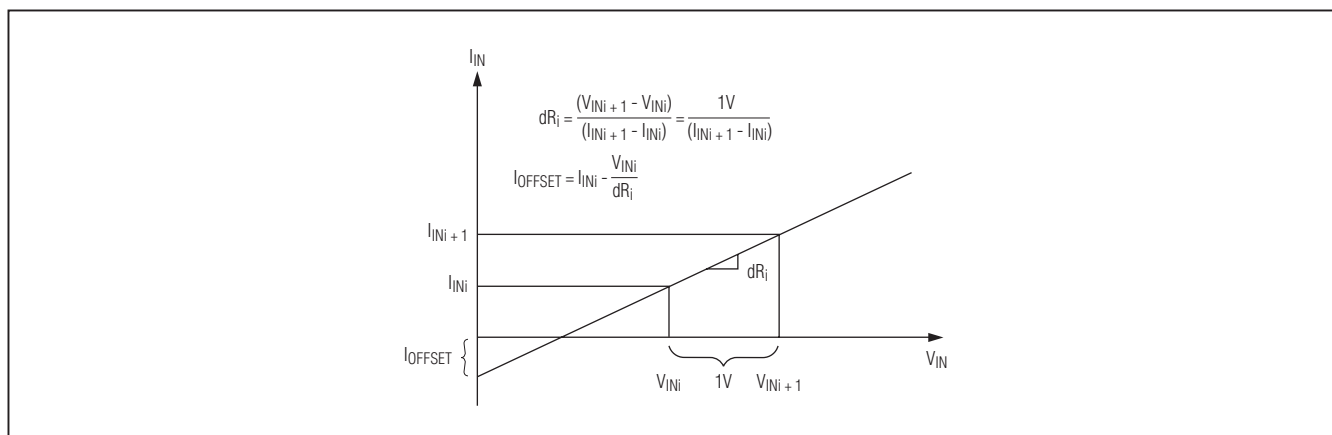 I_IN
dR_i = (V_INi + 1 - V_INi) / (I_INi + 1 - I_INi) = 1V / (I_INi + 1 - I_INi)
I_OFFSET = I_INi - V_INi / dR_i
I_INi + 1
dR_i
I_INi
I_OFFSET
V_IN
V_INi 1V V_INi + 1